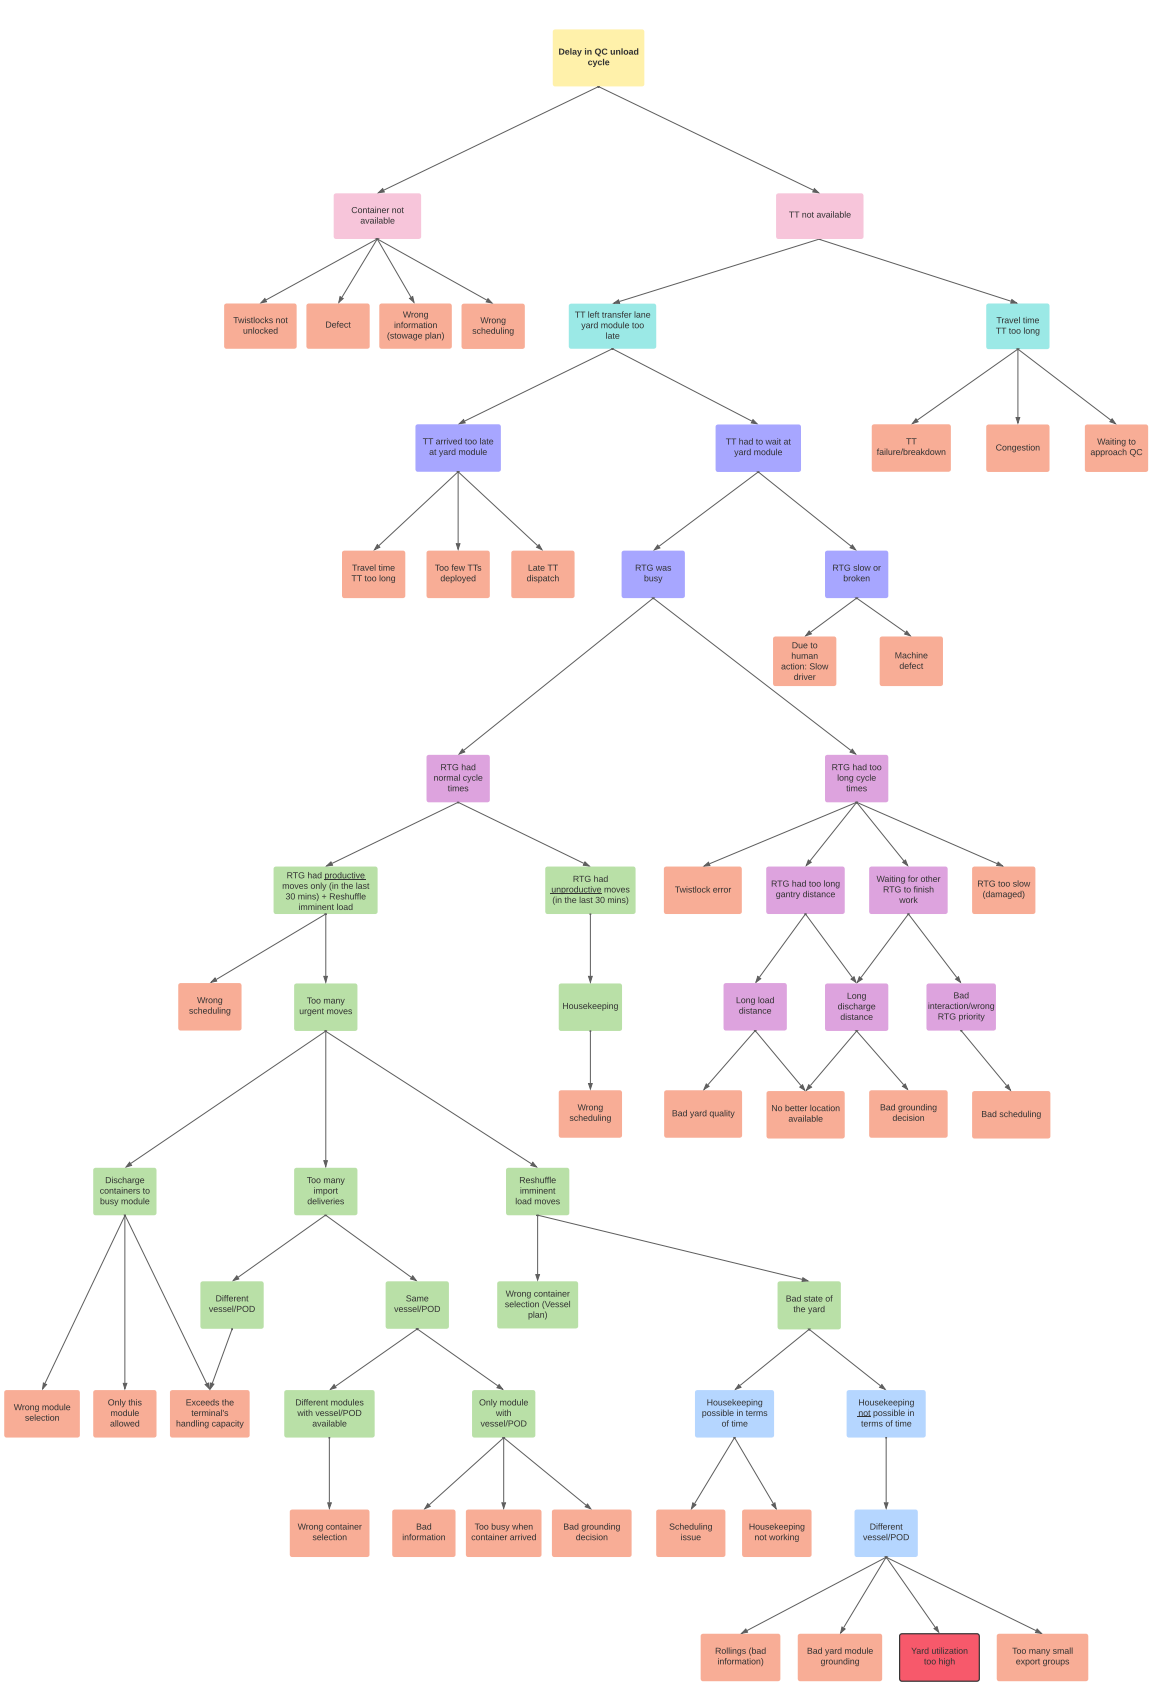 Delay in QC unload
cycle
Container not
available
TT not available
Twistlocks not
unlocked
Defect
Wrong
information
(stowage plan)
Wrong
scheduling
TT left transfer lane
yard module too
late
Travel time
TT too long
TT arrived too late
at yard module
TT had to wait at
yard module
TT
failure/breakdown
Congestion
Waiting to
approach QC
Travel time
TT too long
Too few TTs
deployed
Late TT
dispatch
RTG was
busy
RTG slow or
broken
Due to
human
action: Slow
driver
Machine
defect
RTG had
normal cycle
times
RTG had too
long cycle
times
RTG had productive
moves only (in the last
30 mins) + Reshuffle
imminent load
RTG had
unproductive moves
(in the last 30 mins)
Twistlock error
RTG had too long
gantry distance
Waiting for other
RTG to finish
work
RTG too slow
(damaged)
Wrong
scheduling
Too many
urgent moves
Housekeeping
Long load
distance
Long
discharge
distance
Bad
interaction/wrong
RTG priority
Wrong
scheduling
Bad yard quality
No better location
available
Bad grounding
decision
Bad scheduling
Discharge
containers to
busy module
Too many
import
deliveries
Reshuffle
imminent
load moves
Different
vessel/POD
Same
vessel/POD
Wrong container
selection (Vessel
plan)
Bad state of
the yard
Wrong module
selection
Only this
module
allowed
Exceeds the
terminal's
handling capacity
Different modules
with vessel/POD
available
Only module
with
vessel/POD
Housekeeping
possible in terms
of time
Housekeeping
not possible in
terms of time
Wrong container
selection
Bad
information
Too busy when
container arrived
Bad grounding
decision
Scheduling
issue
Housekeeping
not working
Different
vessel/POD
Rollings (bad
information)
Bad yard module
grounding
Yard utilization
too high
Too many small
export groups